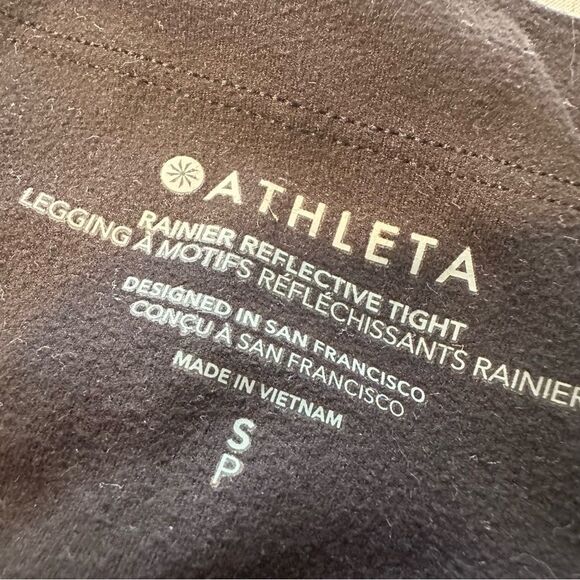 ATHLETA
RAINIER REFLECTIVE TIGHT
LEGGING À MOTIFS RÉFLÉCHISSANTS RAINIER
DESIGNED IN SAN FRANCISCO
CONÇU À SAN FRANCISCO
MADE IN VIETNAM
S
P